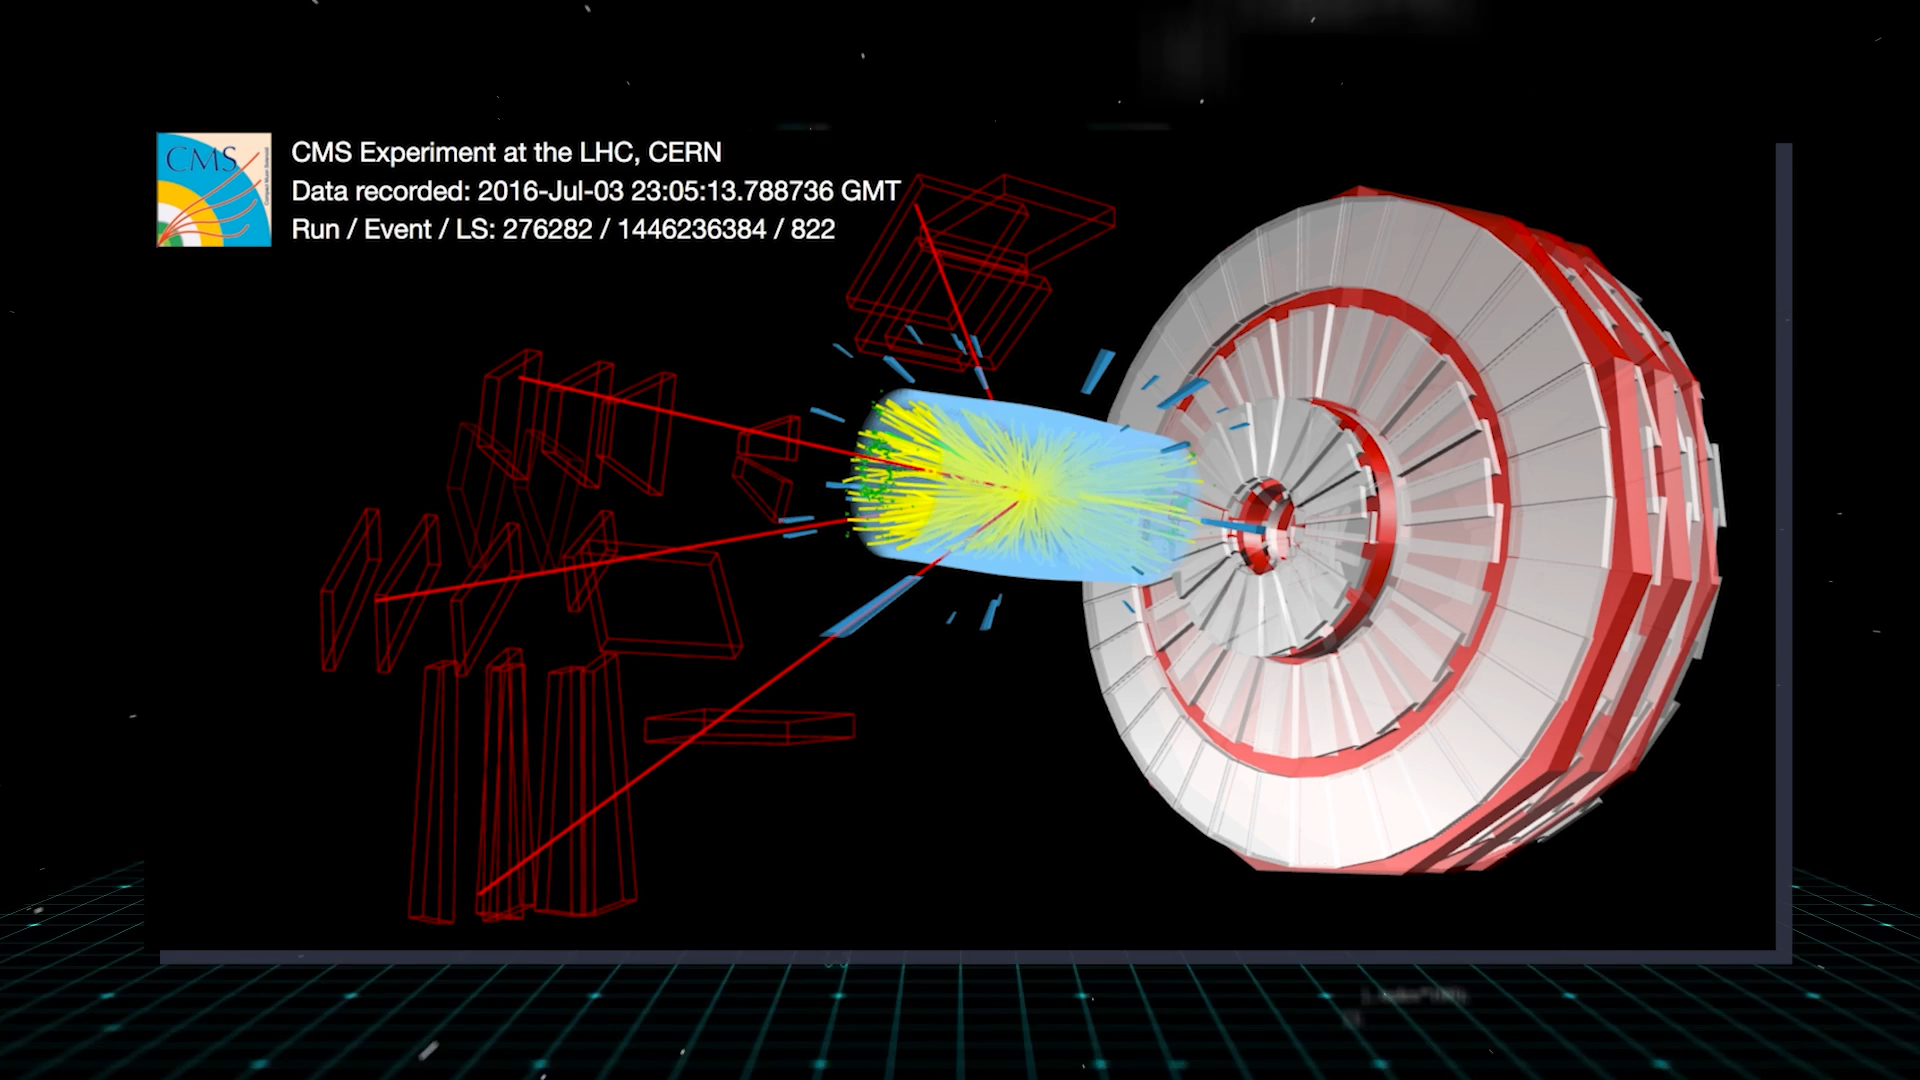 CMS
CMS Experiment at the LHC, CERN
Data recorded: 2016-Jul-03 23:05:13.788736 GMT
Run / Event / LS: 276282 / 1446236384 / 822